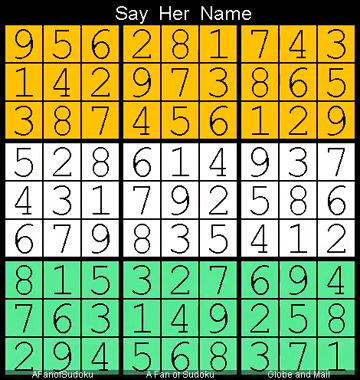 Say Her Name
9 5 6 2 8 1 7 4 3
1 4 2 9 7 3 8 6 5
3 8 7 4 5 6 1 2 9
5 2 8 6 1 4 9 3 7
4 3 1 7 9 2 5 8 6
6 7 9 8 3 5 4 1 2
8 1 5 3 2 7 6 9 4
7 6 3 1 4 9 2 5 8
2 9 4 5 6 8 3 7 1
AFanofSudoku A Fan of Sudoku Globe and Mail